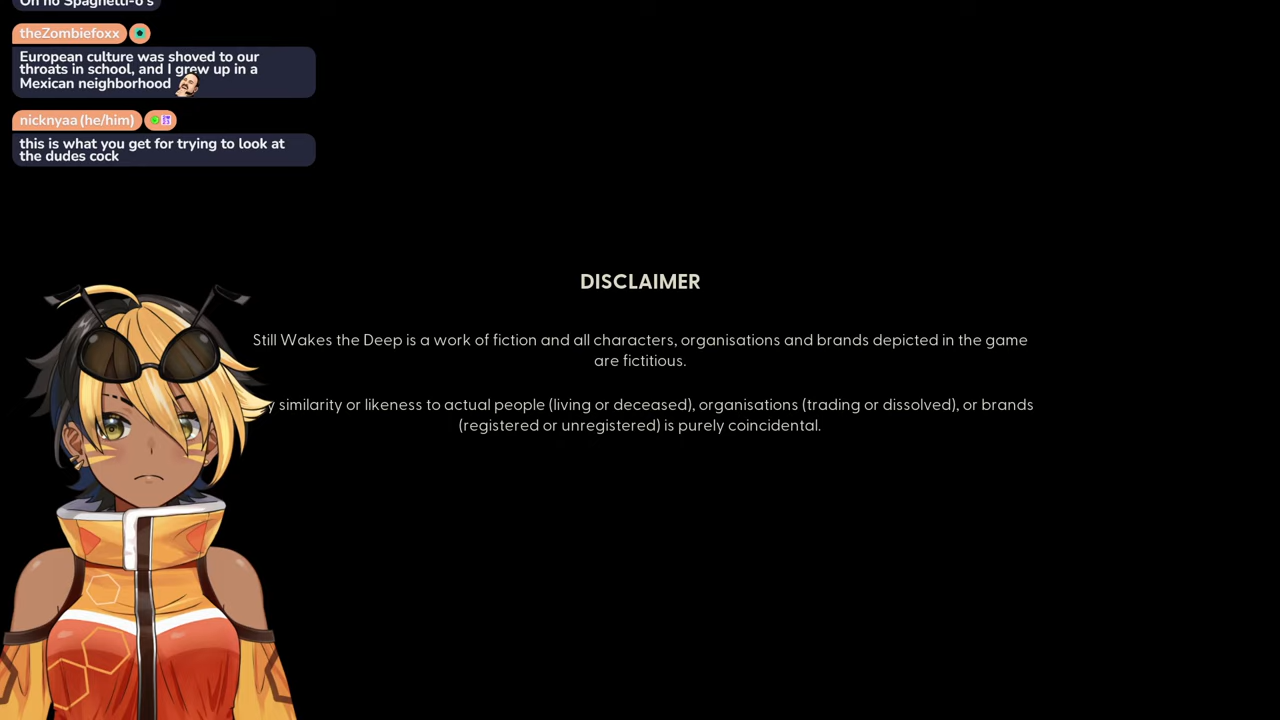 Oh no Spaghetti-o's
theZombiefoxx
European culture was shoved to our
throats in school, and I grew up in a
Mexican neighborhood
nicknyaa (he/him)
this is what you get for trying to look at
the dudes cock
DISCLAIMER
Still Wakes the Deep is a work of fiction and all characters, organisations and brands depicted in the game
are fictitious.
similarity or likeness to actual people (living or deceased), organisations (trading or dissolved), or brands
(registered or unregistered) is purely coincidental.